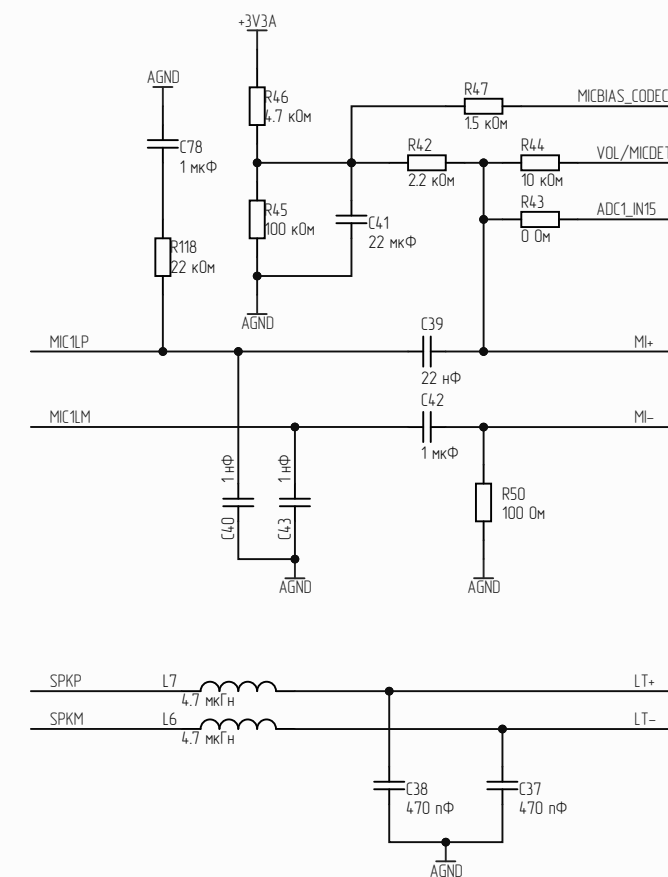 +3V3A
AGND
R46
4.7 кОм
R47
1.5 кОм
MICBIAS_CODEC
C78
1 мкФ
R42
2.2 кОм
R44
10 кОм
VOL/MICDET
R45
100 кОм
C41
22 мкФ
R43
0 Ом
ADC1_IN15
R118
22 кОм
AGND
MIC1LP
C39
22 нФ
MI+
MIC1LM
C42
1 мкФ
MI-
1 нФ
C40
1 нФ
C43
R50
100 Ом
AGND
AGND
SPKP
L7
4.7 мкГн
LT+
SPKM
L6
4.7 мкГн
LT-
C38
470 пФ
C37
470 пФ
AGND